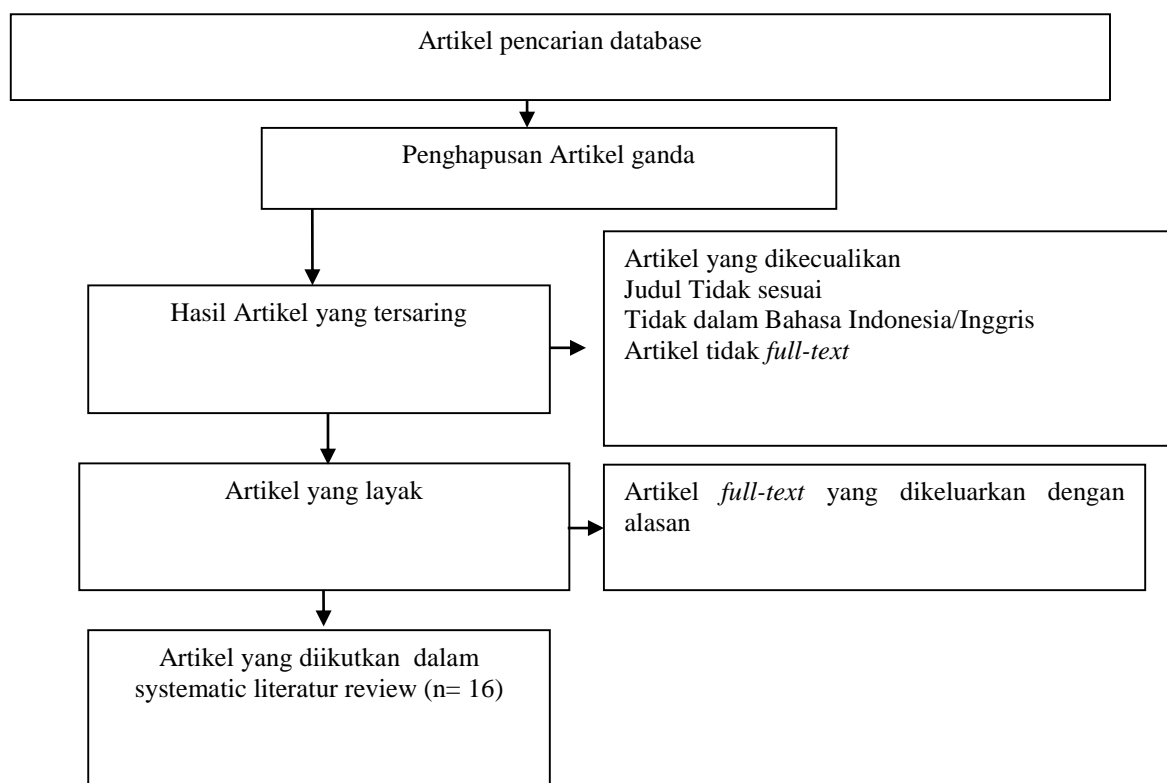 Artikel pencarian database
Penghapusan Artikel ganda
Hasil Artikel yang tersaring
Artikel yang dikecualikan
Judul Tidak sesuai
Tidak dalam Bahasa Indonesia/Inggris
Artikel tidak full-text
Artikel yang layak
Artikel full-text yang dikeluarkan dengan
alasan
Artikel yang diikutkan dalam
systematic literatur review (n= 16)